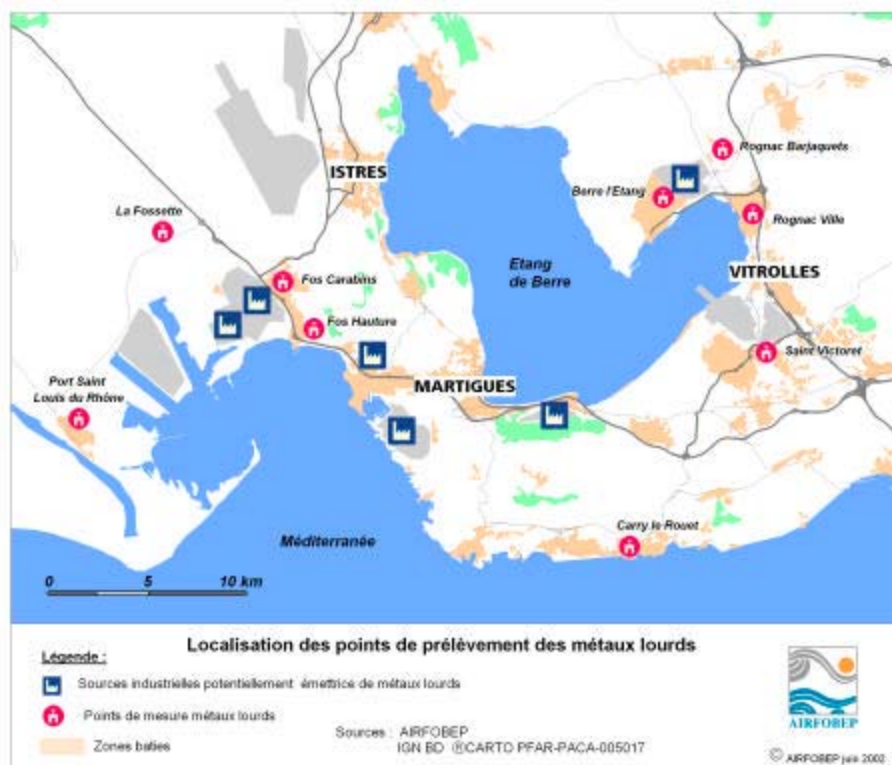 Rognac Barjaquets
ISTRES
Berre l'Etang
La Fossette
Rognac Ville
Etang
de Berre
VITROLLES
Fos Carabins
Fos Hauture
Saint Victoret
Port Saint
Louis du Rhône
MARTIGUES
Carry le Rouet
Méditerranée
0 5 10 km
Localisation des points de prélèvement des métaux lourds
Légende :
Sources industrielles potentiellement émettrice de métaux lourds
Points de mesure métaux lourds
Zones baties
Sources : AIRFOBEP
IGN BD ®CARTO PFAR-PACA-005017
AIRFOBEP
© AIRFOBEP juin 2002